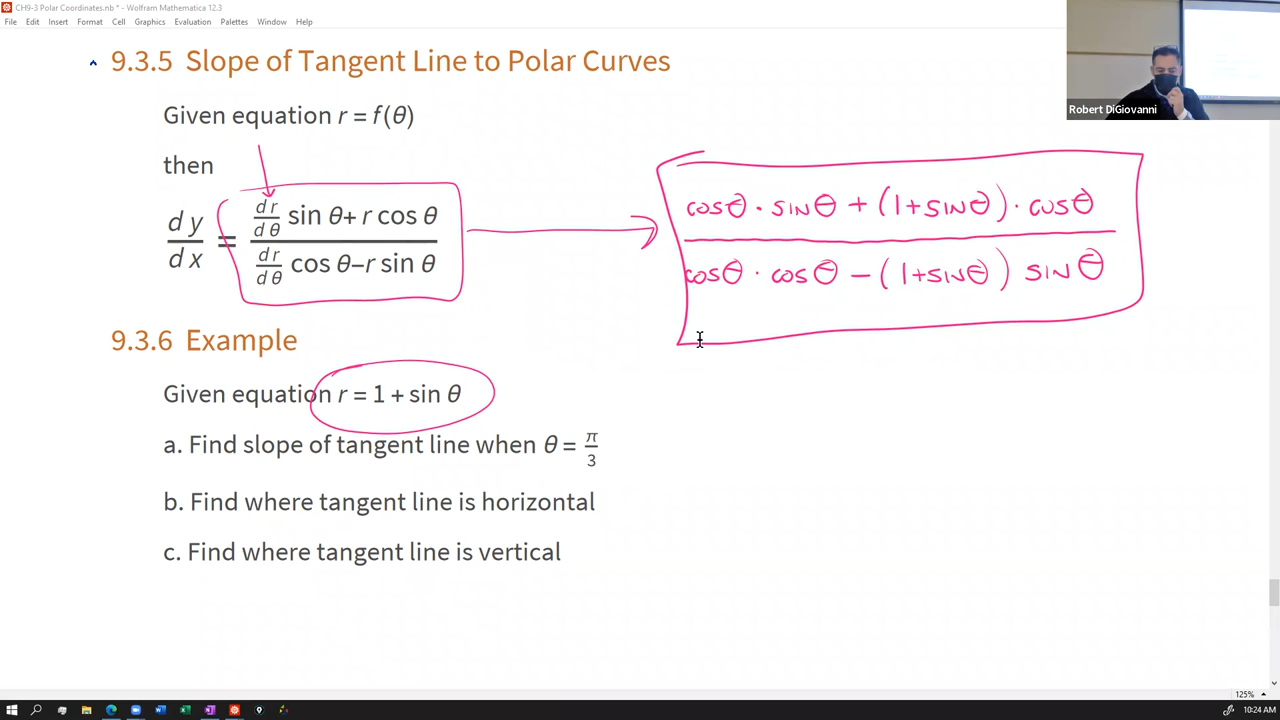 CH9-3 Polar Coordinates.nb * - Wolfram Mathematica 12.3
File Edit Insert Format Cell Graphics Evaluation Palettes Window Help
9.3.5 Slope of Tangent Line to Polar Curves
Given equation r = f(θ)
then
dy/dx = (dr/dθ sin θ+ r cos θ)/(dr/dθ cos θ–r sin θ)
cosθ · sinθ + (1+sinθ) · cosθ
cosθ · cosθ – (1+sinθ) sinθ
9.3.6 Example
Given equation r = 1 + sin θ
a. Find slope of tangent line when θ = π/3
b. Find where tangent line is horizontal
c. Find where tangent line is vertical
Robert DiGiovanni
125%
10:24 AM